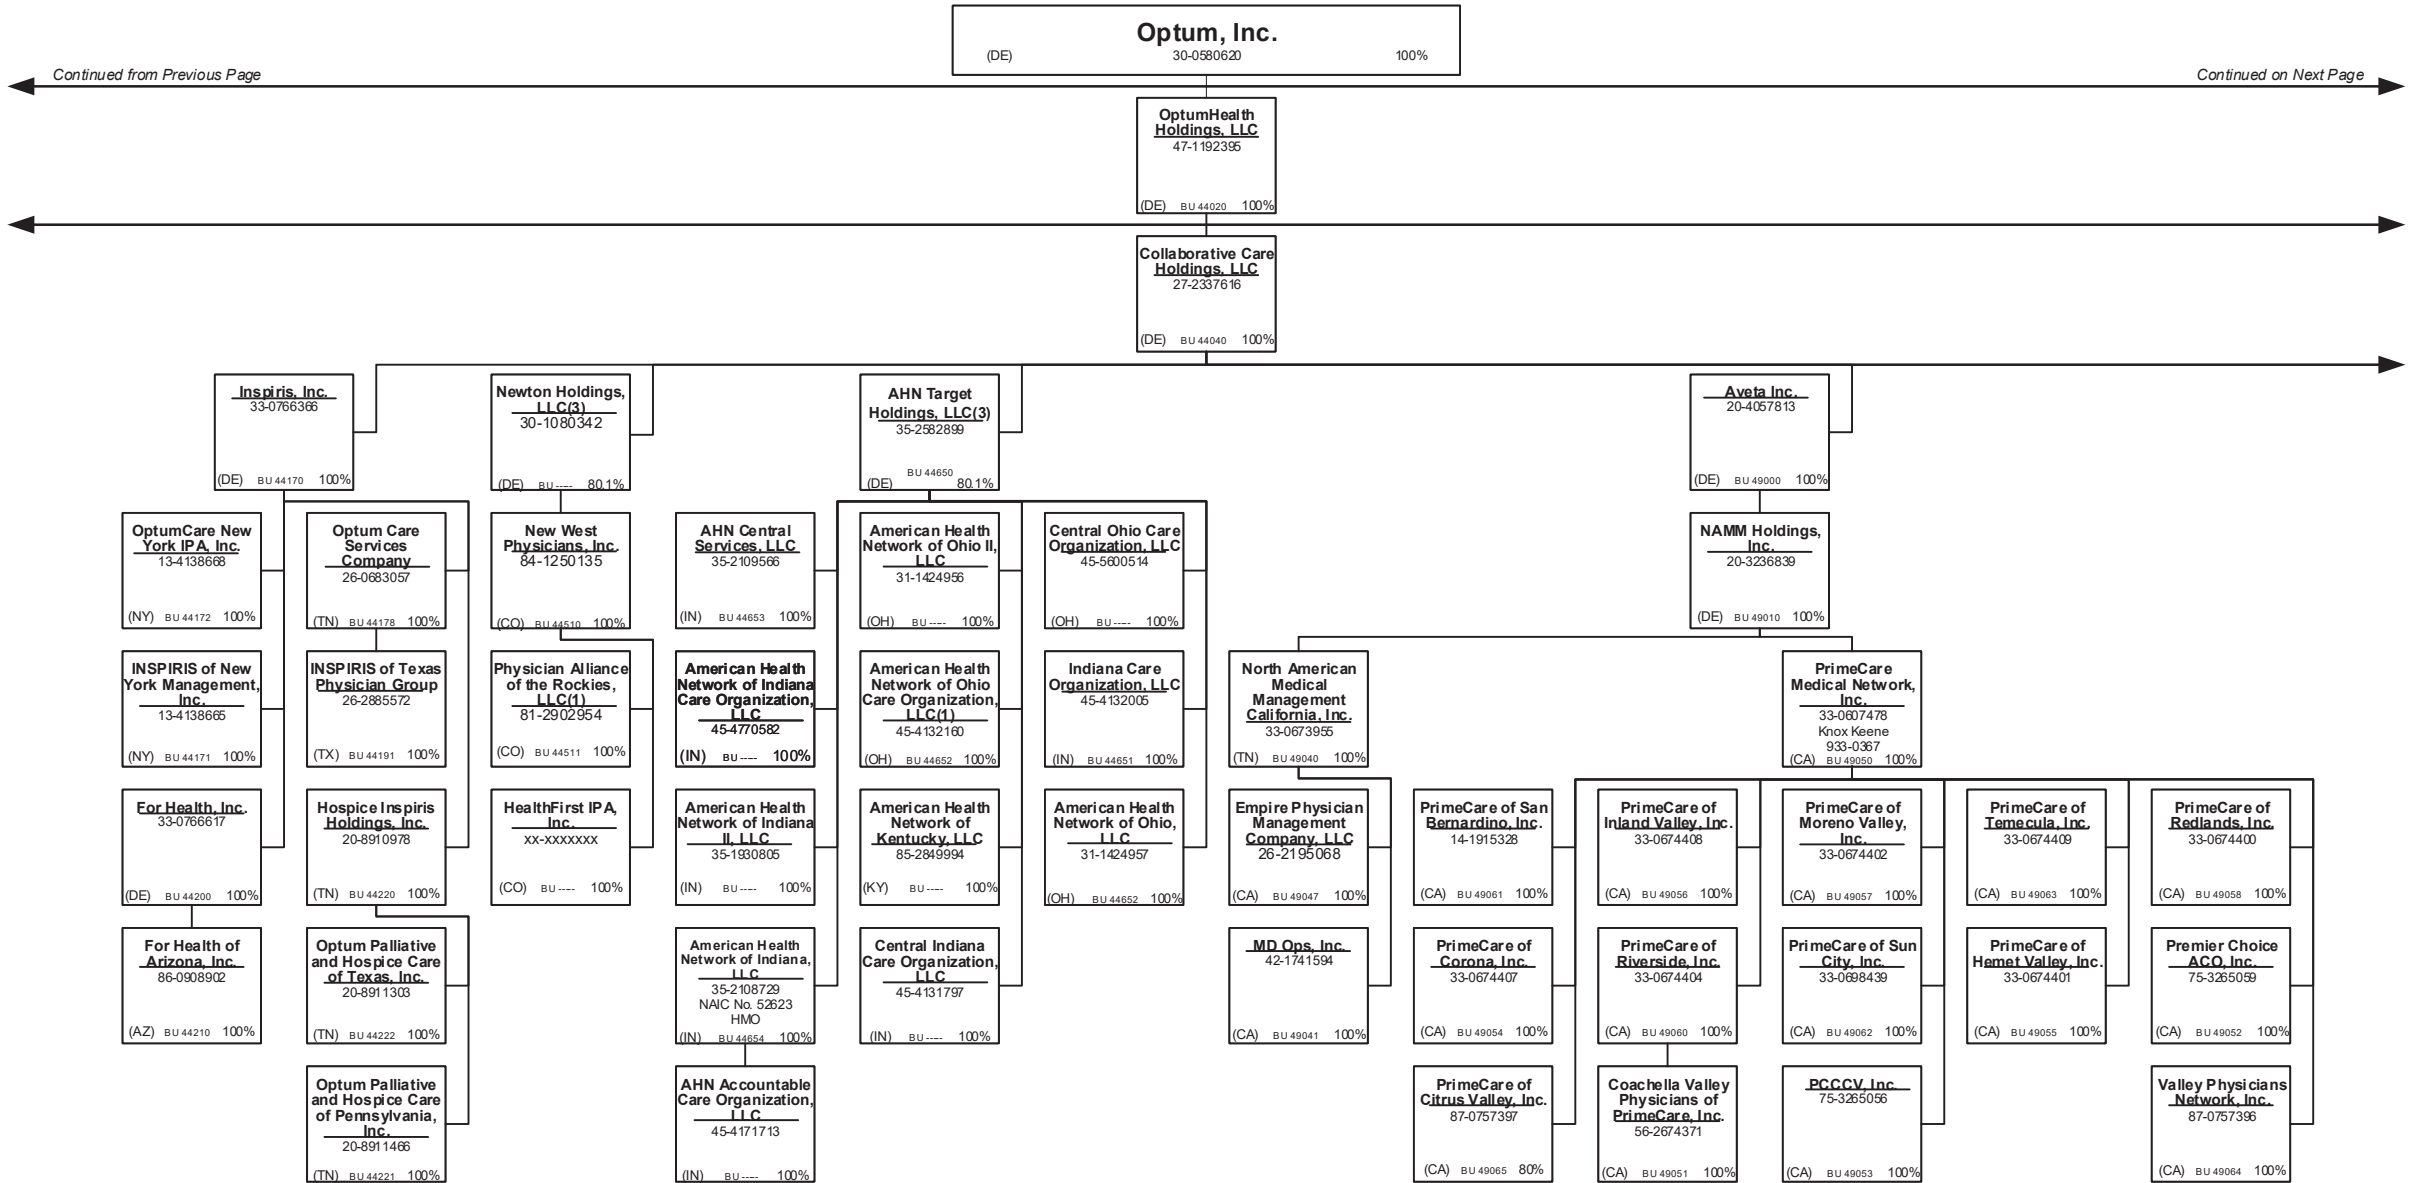 Optum, Inc.
(DE) 30-0580620 100%
Continued from Previous Page
Continued on Next Page
OptumHealth
Holdings, LLC
47-1192395
(DE) BU 44020 100%
Collaborative Care
Holdings, LLC
27-2337616
(DE) BU 44040 100%
Inspiris, Inc.
33-0766366
(DE) BU 44170 100%
Newton Holdings,
LLC(3)
30-1080342
(DE) BU ----- 80.1%
AHN Target
Holdings, LLC(3)
35-2582899
BU 44650
(DE) 80.1%
Aveta Inc.
20-4057813
(DE) BU 49000 100%
OptumCare New
York IPA, Inc.
13-4138668
(NY) BU 44172 100%
Optum Care
Services
Company
26-0683057
(TN) BU 44178 100%
New West
Physicians, Inc.
84-1250135
(CO) BU 44510 100%
AHN Central
Services, LLC
35-2109566
(IN) BU 44653 100%
American Health
Network of Ohio II,
LLC
31-1424956
(OH) BU ----- 100%
Central Ohio Care
Organization, LLC
45-5600514
(OH) BU ----- 100%
NAMM Holdings,
Inc.
20-3236839
(DE) BU 49010 100%
INSPIRIS of New
York Management,
Inc.
13-4138665
(NY) BU 44171 100%
INSPIRIS of Texas
Physician Group
26-2885572
(TX) BU 44191 100%
Physician Alliance
of the Rockies,
LLC(1)
81-2902954
(CO) BU 44511 100%
American Health
Network of Indiana
Care Organization,
LLC
45-4770582
(IN) BU ----- 100%
American Health
Network of Ohio
Care Organization,
LLC(1)
45-4132160
(OH) BU 44652 100%
Indiana Care
Organization, LLC
45-4132005
(IN) BU 44651 100%
North American
Medical
Management
California, Inc.
33-0673955
(TN) BU 49040 100%
PrimeCare
Medical Network,
Inc.
33-0607478
Knox Keene
933-0367
(CA) BU 49050 100%
For Health, Inc.
33-0766617
(DE) BU 44200 100%
Hospice Inspiris
Holdings, Inc.
20-8910978
(TN) BU 44220 100%
HealthFirst IPA,
Inc.
xx-xxxxxxx
(CO) BU ----- 100%
American Health
Network of Indiana
II, LLC
35-1930805
(IN) BU ----- 100%
American Health
Network of
Kentucky, LLC
85-2849994
(KY) BU ----- 100%
American Health
Network of Ohio,
LLC
31-1424957
(OH) BU 44652 100%
Empire Physician
Management
Company, LLC
26-2195068
(CA) BU 49047 100%
PrimeCare of San
Bernardino, Inc.
14-1915328
(CA) BU 49061 100%
PrimeCare of
Inland Valley, Inc.
33-0674408
(CA) BU 49056 100%
PrimeCare of
Moreno Valley,
Inc.
33-0674402
(CA) BU 49057 100%
PrimeCare of
Temecula, Inc.
33-0674409
(CA) BU 49063 100%
PrimeCare of
Redlands, Inc.
33-0674400
(CA) BU 49058 100%
For Health of
Arizona, Inc.
86-0908902
(AZ) BU 44210 100%
Optum Palliative
and Hospice Care
of Texas, Inc.
20-8911303
(TN) BU 44222 100%
American Health
Network of Indiana,
LLC
35-2108729
NAIC No. 52623
HMO
(IN) BU 44654 100%
Central Indiana
Care Organization,
LLC
45-4131797
(IN) BU ----- 100%
MD Ops, Inc.
42-1741594
(CA) BU 49041 100%
PrimeCare of
Corona, Inc.
33-0674407
(CA) BU 49054 100%
PrimeCare of
Riverside, Inc.
33-0674404
(CA) BU 49060 100%
PrimeCare of Sun
City, Inc.
33-0698439
(CA) BU 49062 100%
PrimeCare of
Hemet Valley, Inc.
33-0674401
(CA) BU 49055 100%
Premier Choice
ACO, Inc.
75-3265059
(CA) BU 49052 100%
Optum Palliative
and Hospice Care
of Pennsylvania,
Inc.
20-8911466
(TN) BU 44221 100%
AHN Accountable
Care Organization,
LLC
45-4171713
(IN) BU ----- 100%
PrimeCare of
Citrus Valley, Inc.
87-0757397
(CA) BU 49065 80%
Coachella Valley
Physicians of
PrimeCare, Inc.
56-2674371
(CA) BU 49051 100%
PCCCV, Inc.
75-3265056
(CA) BU 49053 100%
Valley Physicians
Network, Inc.
87-0757396
(CA) BU 49064 100%